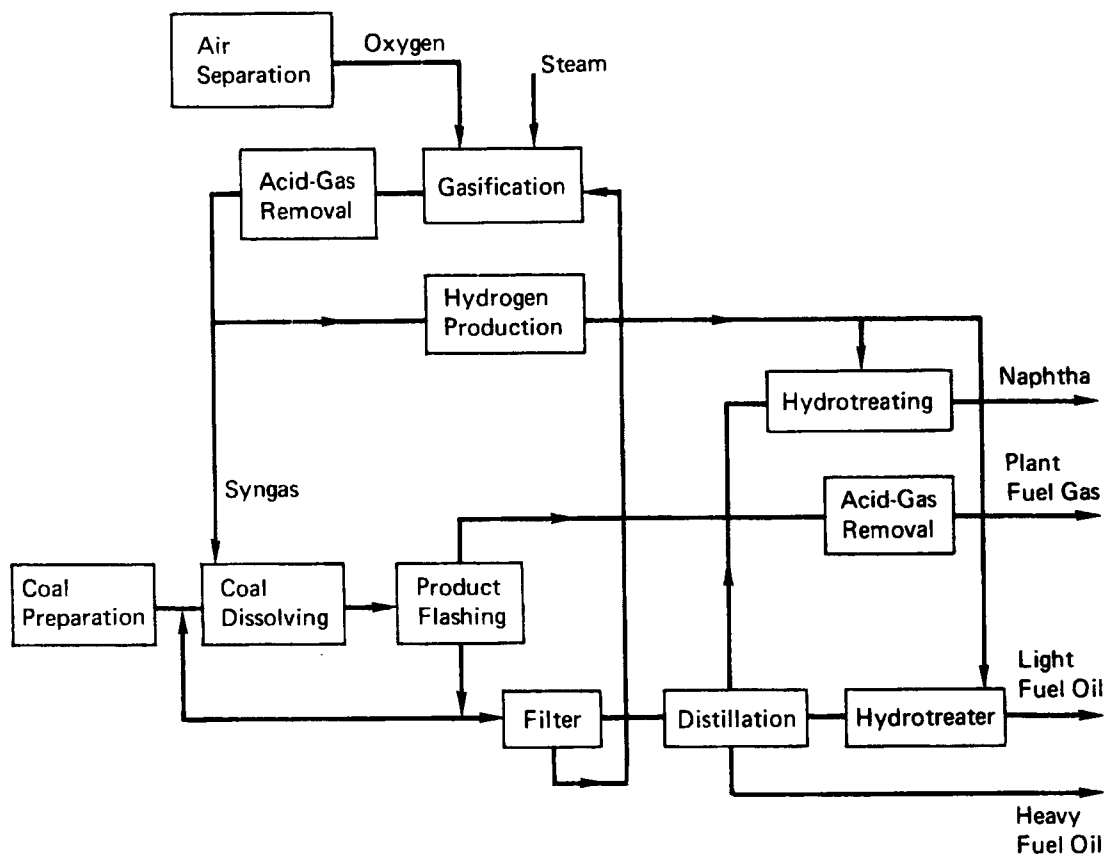 Air
Separation
Oxygen
Steam
Acid-Gas
Removal
Gasification
Hydrogen
Production
Hydrotreating
Naphtha
Syngas
Acid-Gas
Removal
Plant
Fuel Gas
Coal
Preparation
Coal
Dissolving
Product
Flashing
Filter
Distillation
Hydrotreater
Light
Fuel Oil
Heavy
Fuel Oil